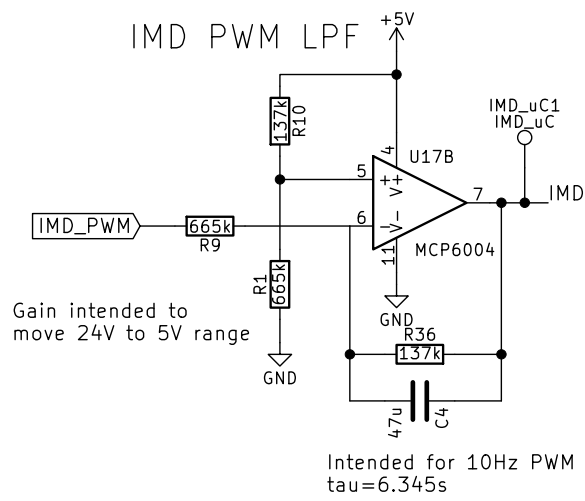 IMD PWM LPF
+5V
137k
R10
IMD_uC1
IMD_uC
4
U17B
5
+
V+
7
IMD
IMD_PWM
665k
R9
6
-
V-
11
MCP6004
R1
665k
Gain intended to
move 24V to 5V range
GND
GND
R36
137k
47u
C4
Intended for 10Hz PWM
tau=6.345s